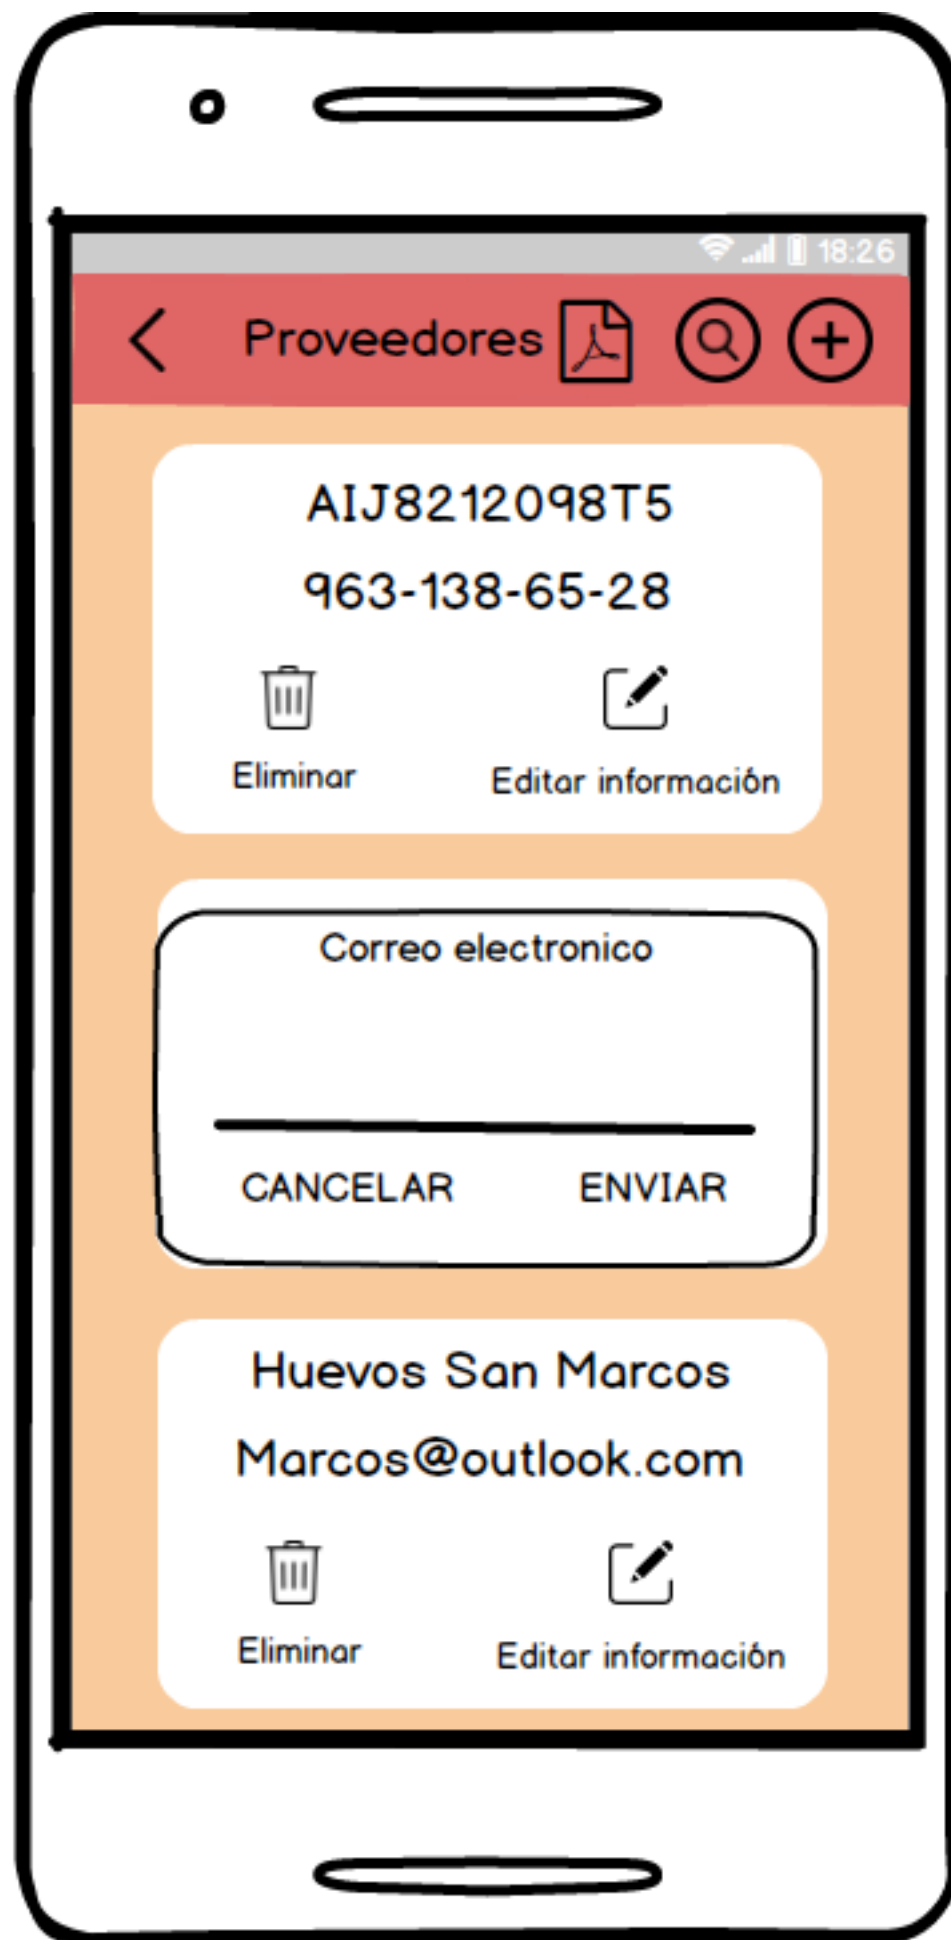 18:26
Proveedores
AIJ8212098T5
963-138-65-28
Eliminar Editar información
Correo electronico
CANCELAR ENVIAR
Huevos San Marcos
Marcos@outlook.com
Eliminar Editar información